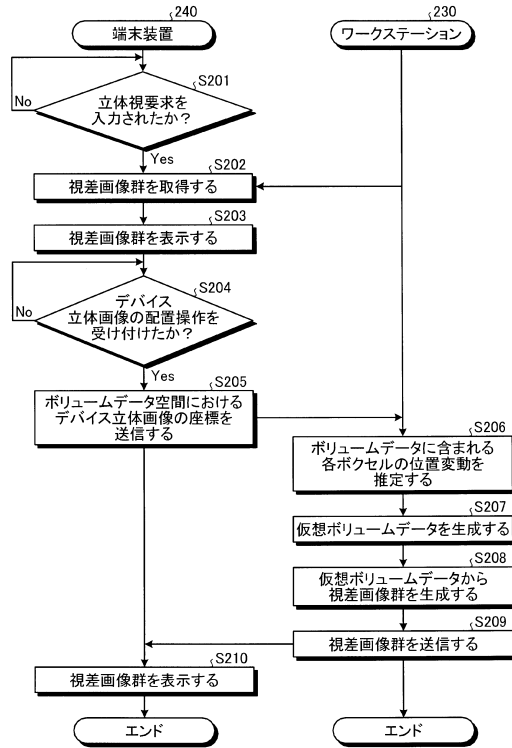 240
端末装置
230
ワークステーション
S201
立体視要求を
入力されたか？
No
Yes
S202
視差画像群を取得する
S203
視差画像群を表示する
S204
デバイス
立体画像の配置操作を
受け付けたか？
No
Yes
S205
ボリュームデータ空間における
デバイス立体画像の座標を
送信する
S206
ボリュームデータに含まれる
各ボクセルの位置変動を
推定する
S207
仮想ボリュームデータを生成する
S208
仮想ボリュームデータから
視差画像群を生成する
S209
視差画像群を送信する
S210
視差画像群を表示する
エンド
エンド